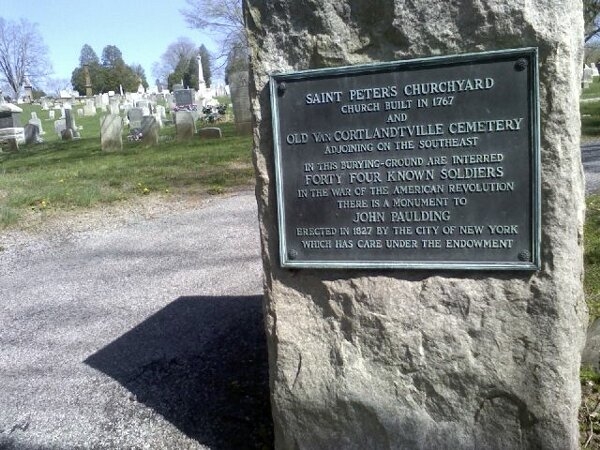 SAINT PETER'S CHURCHYARD
CHURCH BUILT IN 1767
AND
OLD VAN CORTLANDTVILLE CEMETERY
ADJOINING ON THE SOUTHEAST
IN THIS BURYING-GROUND ARE INTERRED
FORTY FOUR KNOWN SOLDIERS
IN THE WAR OF THE AMERICAN REVOLUTION
THERE IS A MONUMENT TO
JOHN PAULDING
ERECTED IN 1827 BY THE CITY OF NEW YORK
WHICH HAS CARE UNDER THE ENDOWMENT